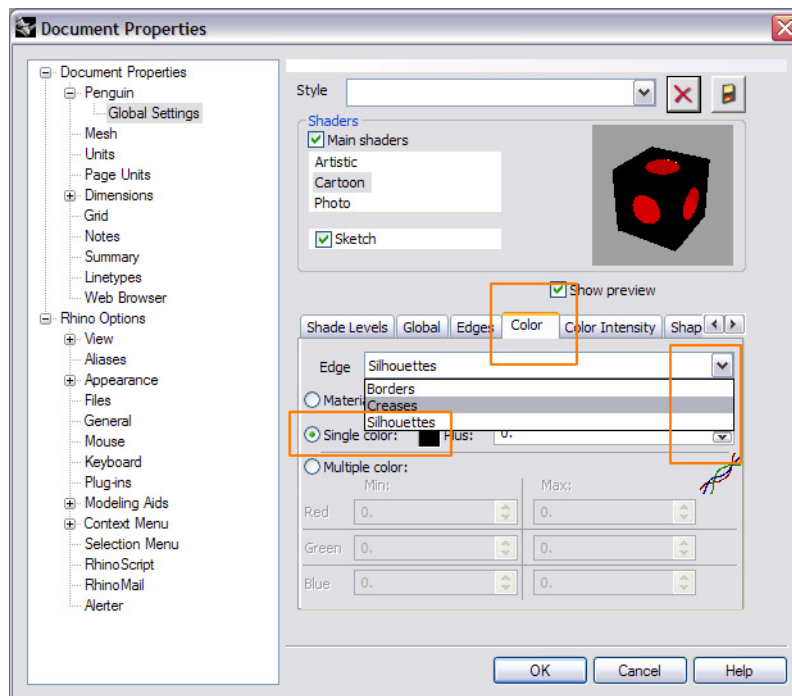 Document Properties
Document Properties
Penguin
Global Settings
Mesh
Units
Page Units
Dimensions
Grid
Notes
Summary
Linetypes
Web Browser
Rhino Options
View
Aliases
Appearance
Files
General
Mouse
Keyboard
Plug-ins
Modeling Aids
Context Menu
Selection Menu
RhinoScript
RhinoMail
Alerter
Style
Shaders
Main shaders
Artistic
Cartoon
Photo
Sketch
Show preview
Shade Levels Global Edges Color Color Intensity Shap
Edge Silhouettes
Borders
Creases
Silhouettes
Single color: Plus: 0.
Multiple color:
Min: Max:
Red 0. 0.
Green 0. 0.
Blue 0. 0.
OK Cancel Help